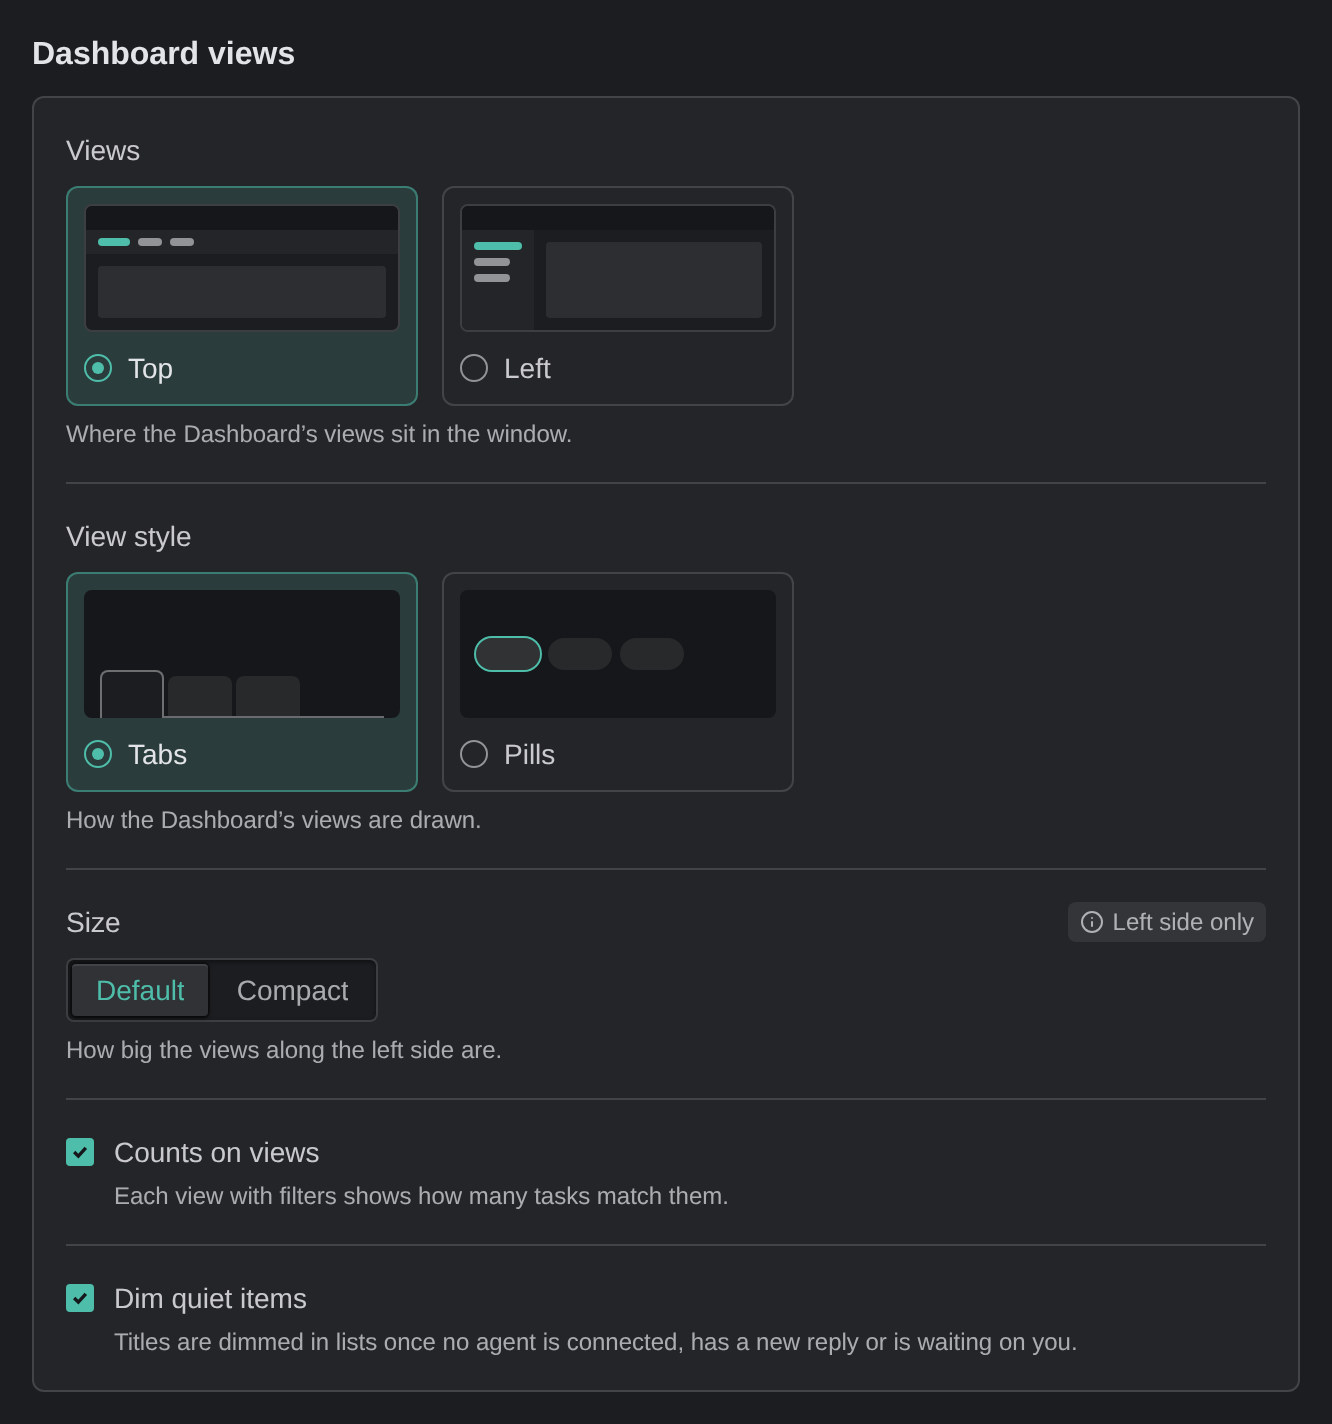 Dashboard views
Views
Top
Left
Where the Dashboard’s views sit in the window.
View style
Tabs
Pills
How the Dashboard’s views are drawn.
Size
Left side only
Default
Compact
How big the views along the left side are.
Counts on views
Each view with filters shows how many tasks match them.
Dim quiet items
Titles are dimmed in lists once no agent is connected, has a new reply or is waiting on you.